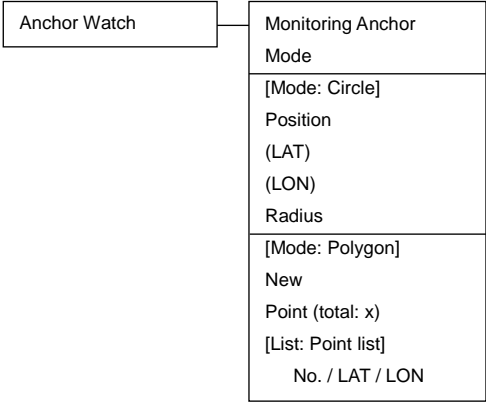 Anchor Watch
Monitoring Anchor
Mode
[Mode: Circle]
Position
(LAT)
(LON)
Radius
[Mode: Polygon]
New
Point (total: x)
[List: Point list]
No. / LAT / LON